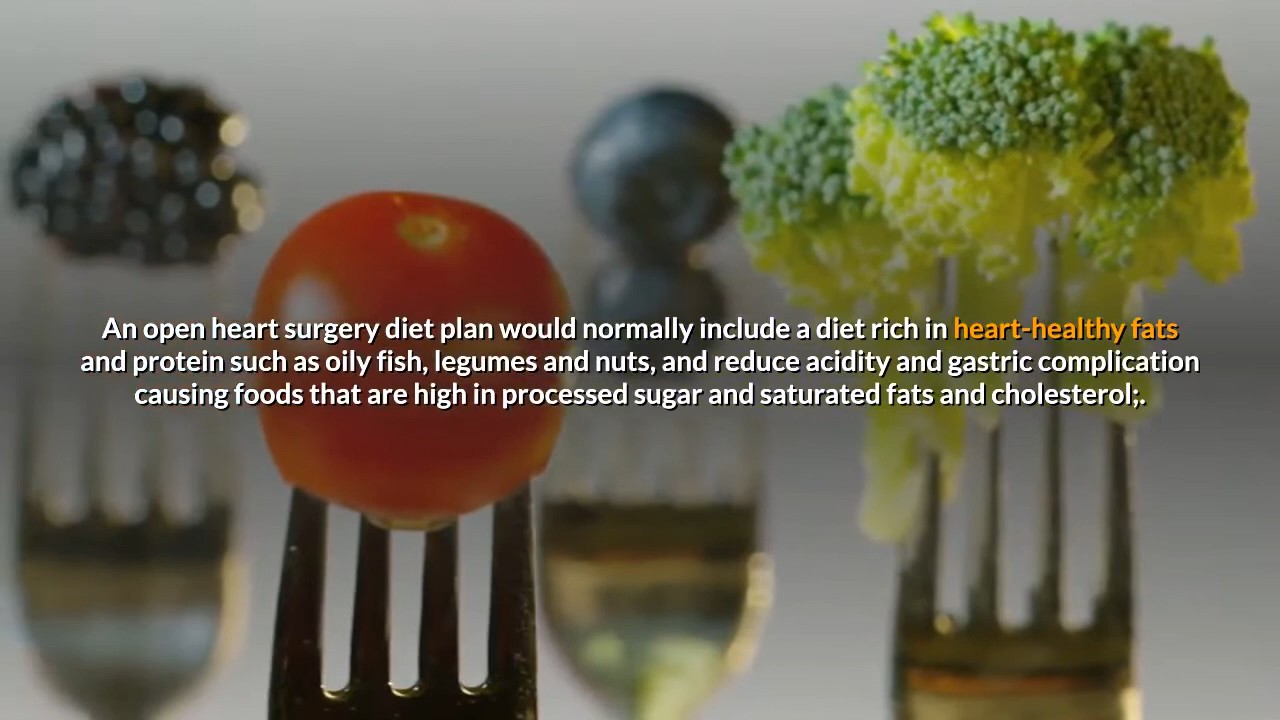 An open heart surgery diet plan would normally include a diet rich in heart-healthy fats
and protein such as oily fish, legumes and nuts, and reduce acidity and gastric complication
causing foods that are high in processed sugar and saturated fats and cholesterol;.